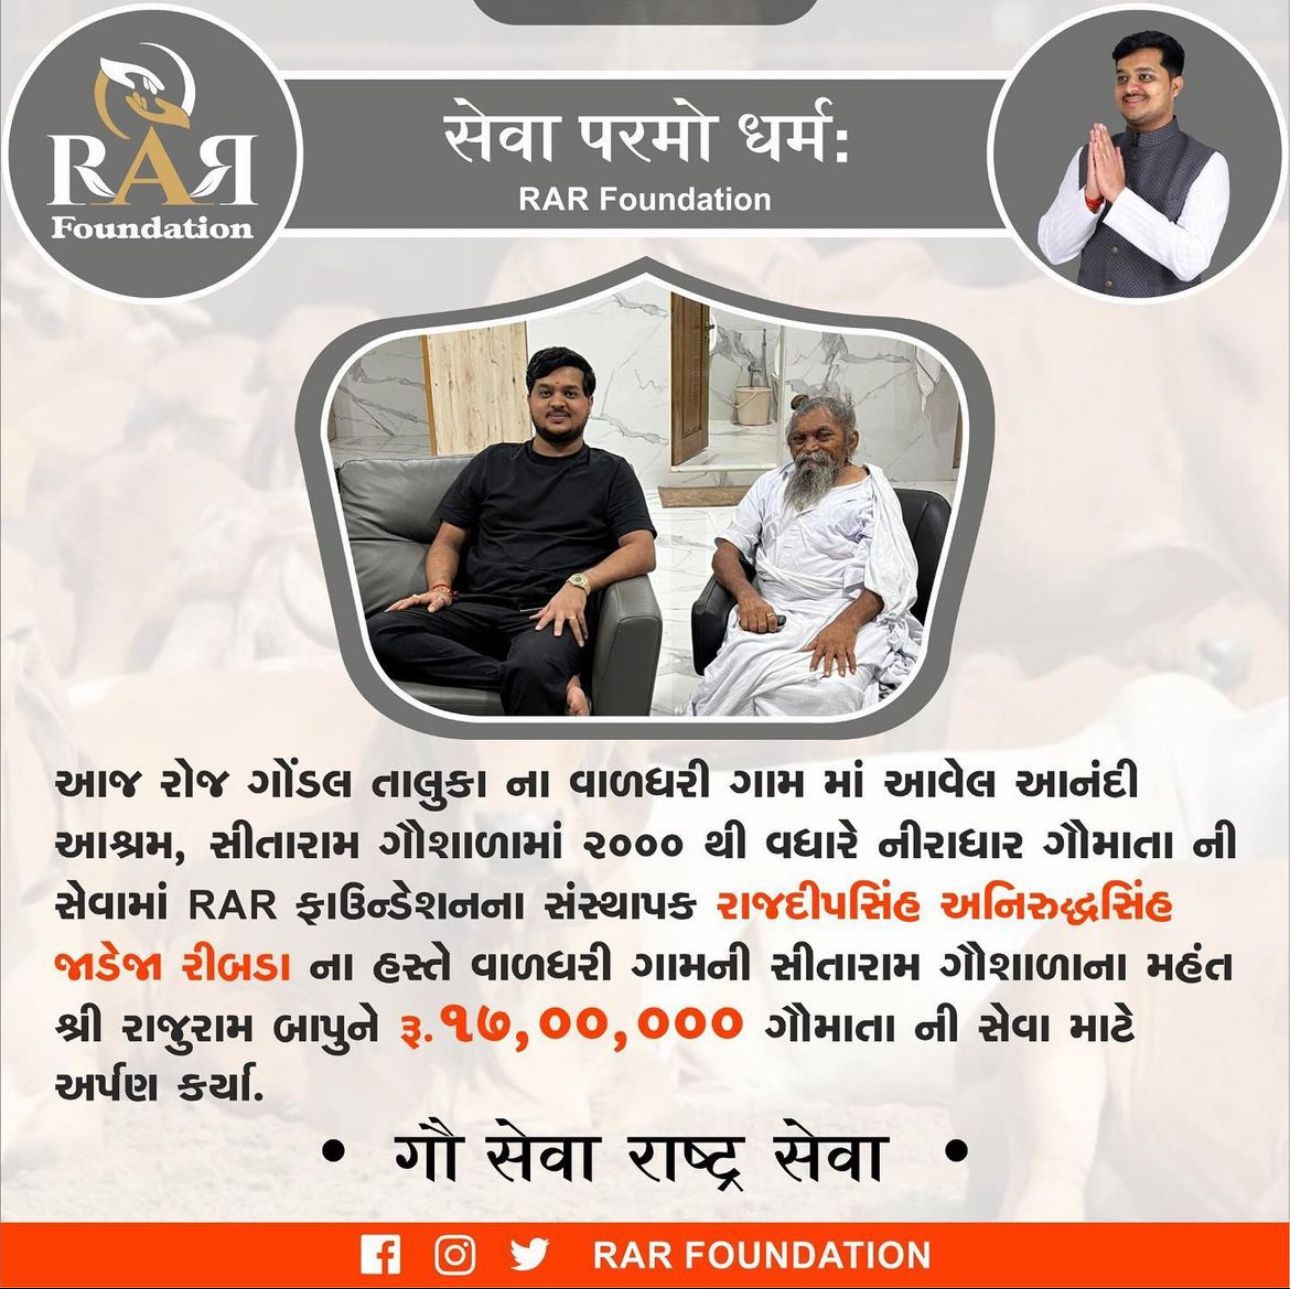 RAR
Foundation
सेवा परमो धर्म:
RAR Foundation
આજ રોજ ગોંડલ તાલુકા ના વાળધરી ગામ માં આવેલ આનંદી
આશ્રમ, સીતારામ ગૌશાળામાં ૨૦૦૦ થી વધારે નીરાધાર ગૌમાતા ની
સેવામાં RAR ફાઉન્ડેશનના સંસ્થાપક રાજદીપસિંહ અનિરુદ્ધસિંહ
જાડેજા રીબડા ના હસ્તે વાળધરી ગામની સીતારામ ગૌશાળાના મહંત
શ્રી રાજુરામ બાપુને રૂ.૧૭,૦૦,૦૦૦ ગૌમાતા ની સેવા માટે
અર્પણ કર્યા.
• गौ सेवा राष्ट्र सेवा •
RAR FOUNDATION